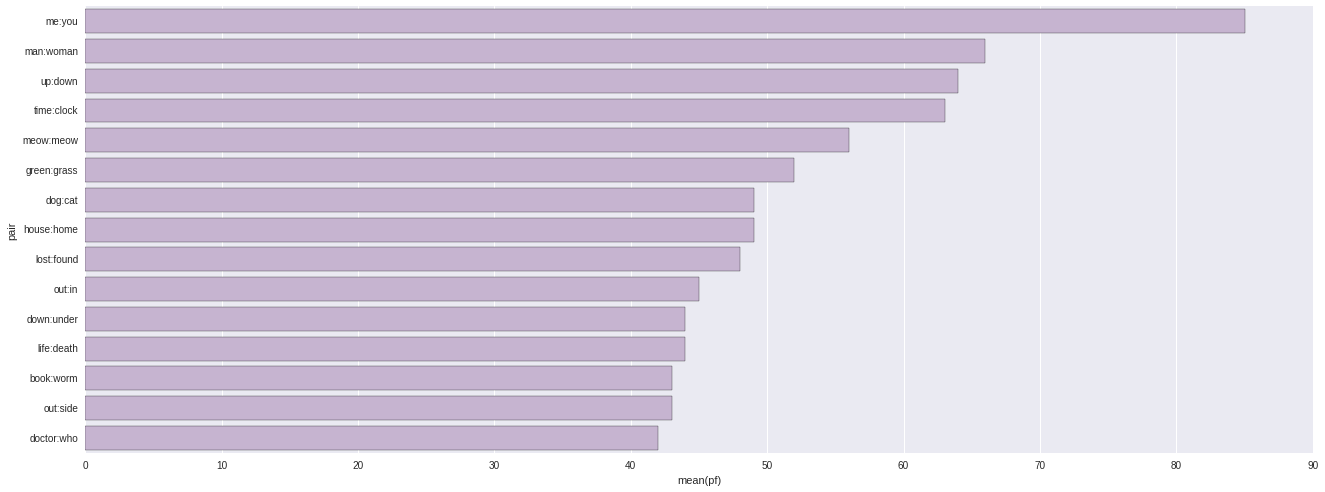 me:you
man:woman
up:down
time:clock
meow:meow
green:grass
dog:cat
house:home
lost:found
out:in
down:under
life:death
book:worm
out:side
doctor:who
pair
0 10 20 30 40 50 60 70 80 90
mean(pf)